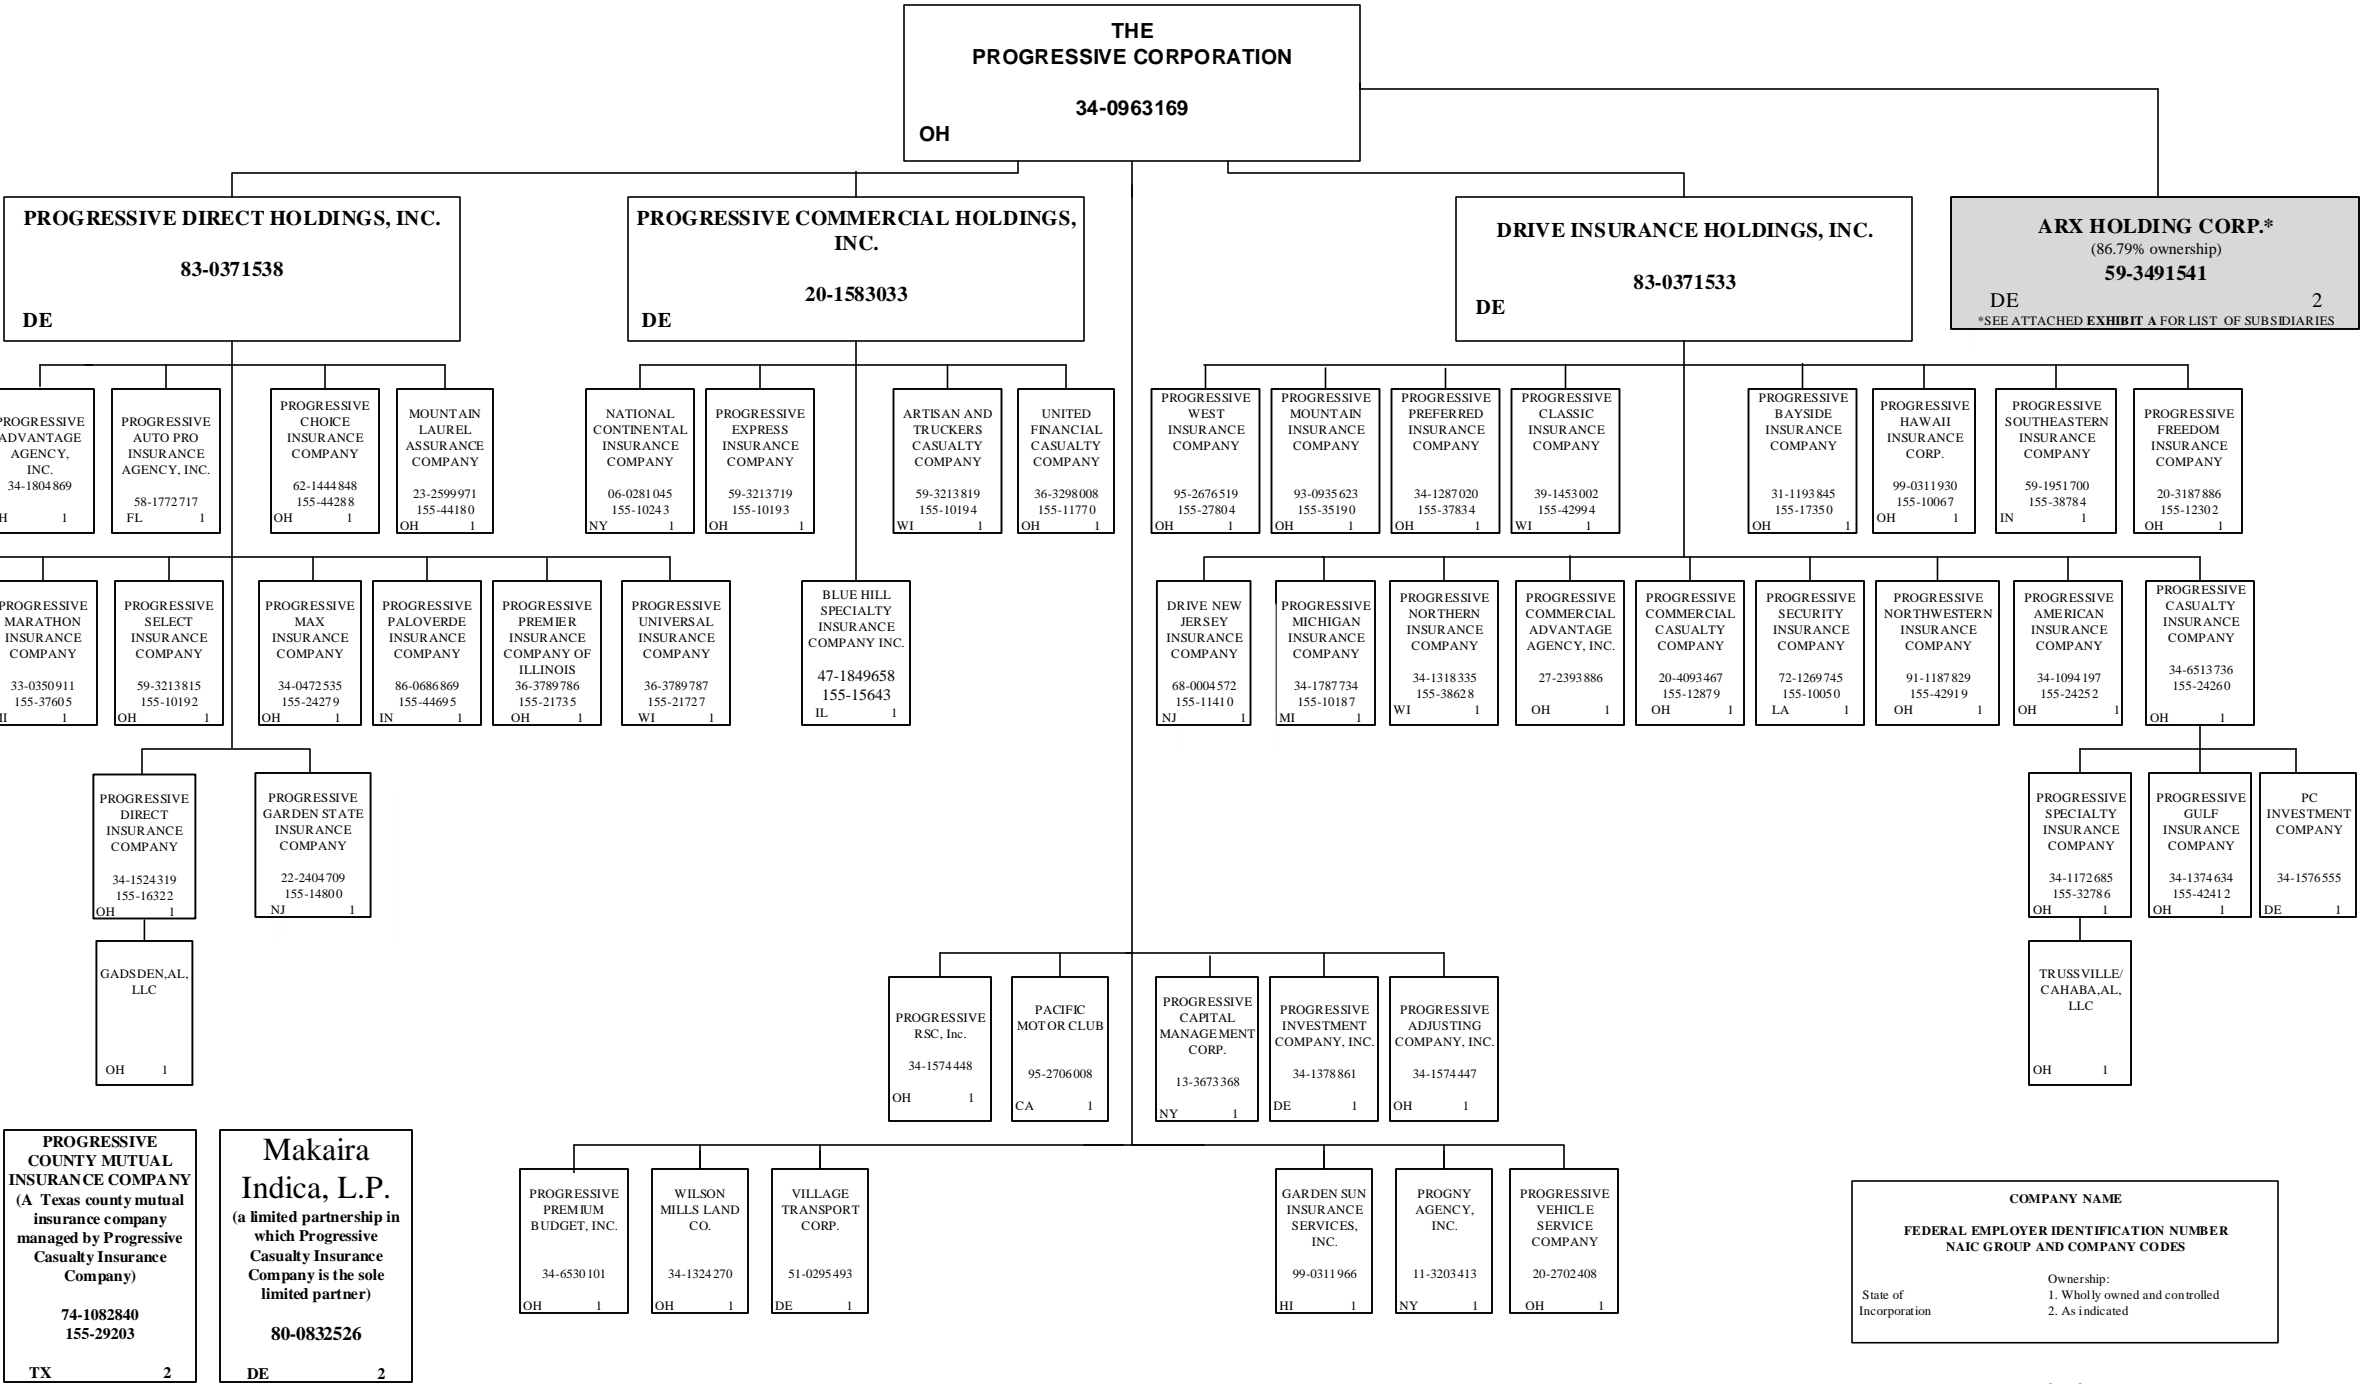 THE
PROGRESSIVE CORPORATION
34-0963169
OH
PROGRESSIVE DIRECT HOLDINGS, INC.
83-0371538
DE
PROGRESSIVE COMMERCIAL HOLDINGS,
INC.
20-1583033
DE
DRIVE INSURANCE HOLDINGS, INC.
83-0371533
DE
ARX HOLDING CORP.*
(86.79% ownership)
59-3491541
DE 2
*SEE ATTACHED EXHIBIT A FOR LIST OF SUBSIDIARIES
PROGRESSIVE
ADVANTAGE
AGENCY,
INC.
34-1804869
H 1
PROGRESSIVE
AUTO PRO
INSURANCE
AGENCY, INC.
58-1772717
FL 1
PROGRESSIVE
CHOICE
INSURANCE
COMPANY
62-1444848
155-44288
OH 1
MOUNTAIN
LAUREL
ASSURANCE
COMPANY
23-2599971
155-44180
OH 1
NATIONAL
CONTINENTAL
INSURANCE
COMPANY
06-0281045
155-10243
NY 1
PROGRESSIVE
EXPRESS
INSURANCE
COMPANY
59-3213719
155-10193
OH 1
ARTISAN AND
TRUCKERS
CASUALTY
COMPANY
59-3213819
155-10194
WI 1
UNITED
FINANCIAL
CASUALTY
COMPANY
36-3298008
155-11770
OH 1
PROGRESSIVE
WEST
INSURANCE
COMPANY
95-2676519
155-27804
OH 1
PROGRESSIVE
MOUNTAIN
INSURANCE
COMPANY
93-0935623
155-35190
OH 1
PROGRESSIVE
PREFERRED
INSURANCE
COMPANY
34-1287020
155-37834
OH 1
PROGRESSIVE
CLASSIC
INSURANCE
COMPANY
39-1453002
155-42994
WI 1
PROGRESSIVE
BAYSIDE
INSURANCE
COMPANY
31-1193845
155-17350
OH 1
PROGRESSIVE
HAWAII
INSURANCE
CORP.
99-0311930
155-10067
OH 1
PROGRESSIVE
SOUTHEASTERN
INSURANCE
COMPANY
59-1951700
155-38784
IN 1
PROGRESSIVE
FREEDOM
INSURANCE
COMPANY
20-3187886
155-12302
OH 1
PROGRESSIVE
MARATHON
INSURANCE
COMPANY
33-0350911
155-37605
MI 1
PROGRESSIVE
SELECT
INSURANCE
COMPANY
59-3213815
155-10192
OH 1
PROGRESSIVE
MAX
INSURANCE
COMPANY
34-0472535
155-24279
OH 1
PROGRESSIVE
PALOVERDE
INSURANCE
COMPANY
86-0686869
155-44695
IN 1
PROGRESSIVE
PREMIER
INSURANCE
COMPANY OF
ILLINOIS
36-3789786
155-21735
OH 1
PROGRESSIVE
UNIVERSAL
INSURANCE
COMPANY
36-3789787
155-21727
WI 1
BLUE HILL
SPECIALTY
INSURANCE
COMPANY INC.
47-1849658
155-15643
IL 1
DRIVE NEW
JERSEY
INSURANCE
COMPANY
68-0004572
155-11410
NJ 1
PROGRESSIVE
MICHIGAN
INSURANCE
COMPANY
34-1787734
155-10187
MI 1
PROGRESSIVE
NORTHERN
INSURANCE
COMPANY
34-1318335
155-38628
WI 1
PROGRESSIVE
COMMERCIAL
ADVANTAGE
AGENCY, INC.
27-2393886
OH 1
PROGRESSIVE
COMMERCIAL
CASUALTY
COMPANY
20-4093467
155-12879
OH 1
PROGRESSIVE
SECURITY
INSURANCE
COMPANY
72-1269745
155-10050
LA 1
PROGRESSIVE
NORTHWESTERN
INSURANCE
COMPANY
91-1187829
155-42919
OH 1
PROGRESSIVE
AMERICAN
INSURANCE
COMPANY
34-1094197
155-24252
OH 1
PROGRESSIVE
CASUALTY
INSURANCE
COMPANY
34-6513736
155-24260
OH 1
PROGRESSIVE
DIRECT
INSURANCE
COMPANY
34-1524319
155-16322
OH 1
PROGRESSIVE
GARDEN STATE
INSURANCE
COMPANY
22-2404709
155-14800
NJ 1
PROGRESSIVE
SPECIALTY
INSURANCE
COMPANY
34-1172685
155-32786
OH 1
PROGRESSIVE
GULF
INSURANCE
COMPANY
34-1374634
155-42412
OH 1
PC
INVESTMENT
COMPANY
34-1576555
DE 1
GADSDEN,AL,
LLC
OH 1
PROGRESSIVE
RSC, Inc.
34-1574448
OH 1
PACIFIC
MOTOR CLUB
95-2706008
CA 1
PROGRESSIVE
CAPITAL
MANAGEMENT
CORP.
13-3673368
NY 1
PROGRESSIVE
INVESTMENT
COMPANY, INC.
34-1378861
DE 1
PROGRESSIVE
ADJUSTING
COMPANY, INC.
34-1574447
OH 1
TRUSSVILLE/
CAHABA,AL,
LLC
OH 1
PROGRESSIVE
COUNTY MUTUAL
INSURANCE COMPANY
(A Texas county mutual
insurance company
managed by Progressive
Casualty Insurance
Company)
74-1082840
155-29203
TX 2
Makaira
Indica, L.P.
(a limited partnership in
which Progressive
Casualty Insurance
Company is the sole
limited partner)
80-0832526
DE 2
PROGRESSIVE
PREMIUM
BUDGET, INC.
34-6530101
OH 1
WILSON
MILLS LAND
CO.
34-1324270
OH 1
VILLAGE
TRANSPORT
CORP.
51-0295493
DE 1
GARDEN SUN
INSURANCE
SERVICES,
INC.
99-0311966
HI 1
PROGNY
AGENCY,
INC.
11-3203413
NY 1
PROGRESSIVE
VEHICLE
SERVICE
COMPANY
20-2702408
OH 1
COMPANY NAME
FEDERAL EMPLOYER IDENTIFICATION NUMBER
NAIC GROUP AND COMPANY CODES
Ownership:
State of 1. Wholly owned and controlled
Incorporation 2. As indicated